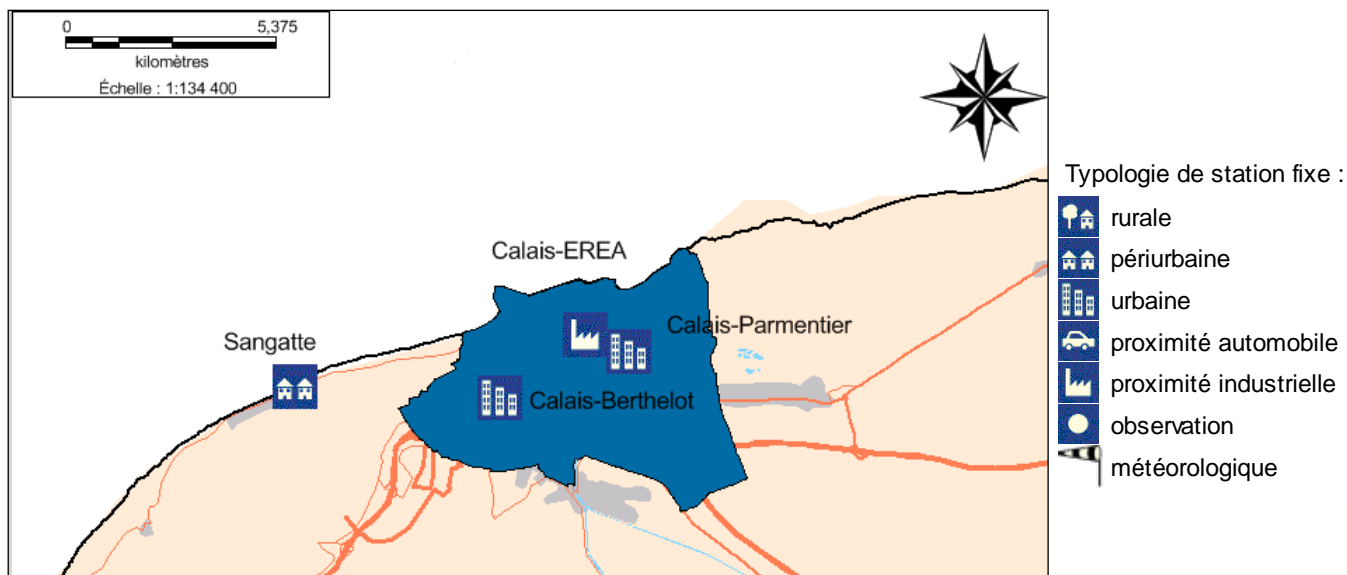 0 5,375
kilomètres
Échelle : 1:134 400
Calais-EREA
Calais-Parmentier
Sangatte
Calais-Berthelot
Typologie de station fixe :
rurale
périurbaine
urbaine
proximité automobile
proximité industrielle
observation
météorologique